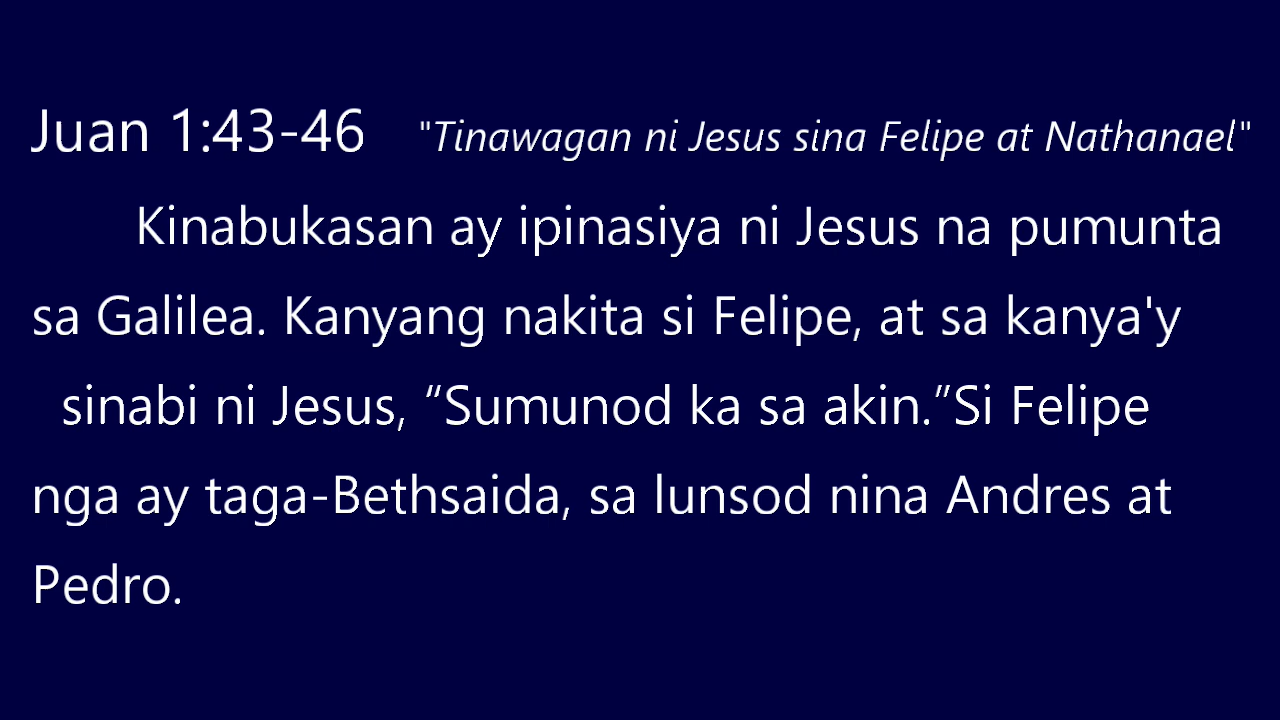 Juan 1:43-46 "Tinawagan ni Jesus sina Felipe at Nathanael"
Kinabukasan ay ipinasiya ni Jesus na pumunta
sa Galilea. Kanyang nakita si Felipe, at sa kanya'y
sinabi ni Jesus, “Sumunod ka sa akin.”Si Felipe
nga ay taga-Bethsaida, sa lunsod nina Andres at
Pedro.